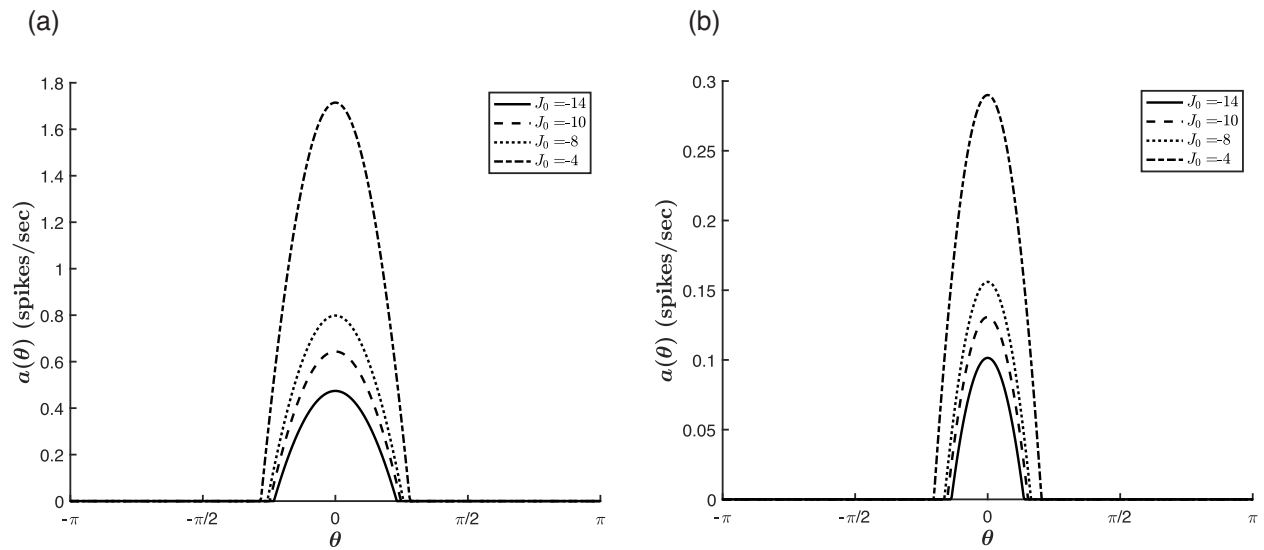 (a)
(b)
1.8
1.6
1.4
1.2
1
0.8
0.6
0.4
0.2
0
a(θ) (spikes/sec)
-π
-π/2
0
π/2
π
θ
J₀ =-14
J₀ =-10
J₀ =-8
J₀ =-4
0.3
0.25
0.2
0.15
0.1
0.05
0
a(θ) (spikes/sec)
-π
-π/2
0
π/2
π
θ
J₀ =-14
J₀ =-10
J₀ =-8
J₀ =-4